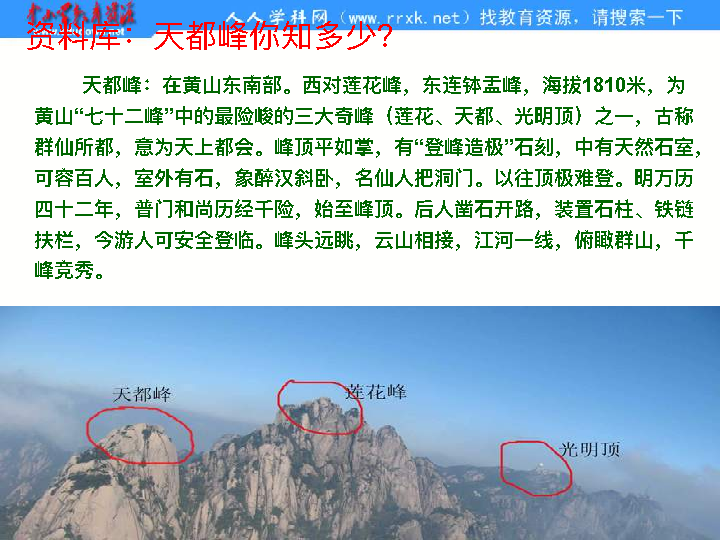 人人学科网（www.rrxk.net）找教育资源，请搜索一下
资料库：天都峰你知多少？
天都峰：在黄山东南部。西对莲花峰，东连钵盂峰，海拔1810米，为
黄山“七十二峰”中的最险峻的三大奇峰（莲花、天都、光明顶）之一，古称
群仙所都，意为天上都会。峰顶平如掌，有“登峰造极”石刻，中有天然石室，
可容百人，室外有石，象醉汉斜卧，名仙人把洞门。以往顶极难登。明万历
四十二年，普门和尚历经千险，始至峰顶。后人凿石开路，装置石柱、铁链
扶栏，今游人可安全登临。峰头远眺，云山相接，江河一线，俯瞰群山，千
峰竞秀。
天都峰
莲花峰
光明顶